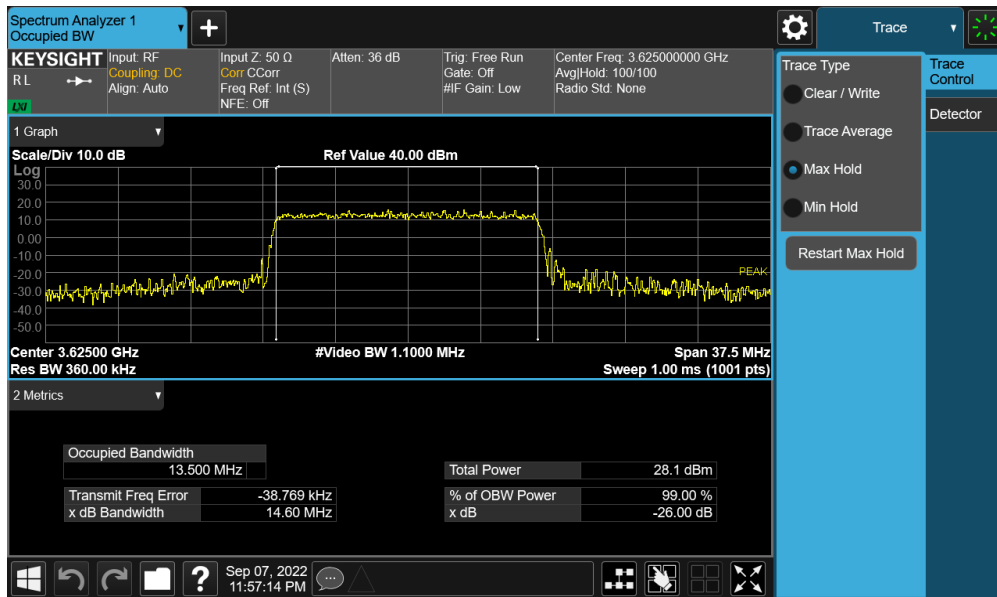 Spectrum Analyzer 1
Occupied BW
+
Trace
KEYSIGHT
R L
LXI
Input: RF
Coupling: DC
Align: Auto
Input Z: 50 Ω
Corr CCorr
Freq Ref: Int (S)
NFE: Off
Atten: 36 dB
Trig: Free Run
Gate: Off
#IF Gain: Low
Center Freq: 3.625000000 GHz
Avg|Hold: 100/100
Radio Std: None
Trace Type
Clear / Write
Trace Average
Max Hold
Min Hold
Restart Max Hold
Trace
Control
Detector
1 Graph
Scale/Div 10.0 dB
Ref Value 40.00 dBm
Log
30.0
20.0
10.0
0.00
-10.0
-20.0
-30.0
-40.0
-50.0
PEAK
Center 3.62500 GHz
#Video BW 1.1000 MHz
Span 37.5 MHz
Res BW 360.00 kHz
Sweep 1.00 ms (1001 pts)
2 Metrics
Occupied Bandwidth
13.500 MHz
Total Power 28.1 dBm
Transmit Freq Error -38.769 kHz
% of OBW Power 99.00 %
x dB Bandwidth 14.60 MHz
x dB -26.00 dB
?
Sep 07, 2022
11:57:14 PM